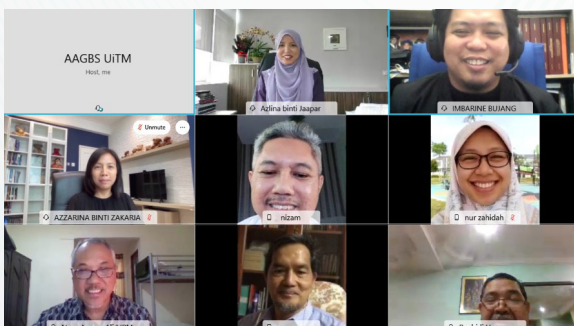 AAGBS UiTM
Host, me
Azlina binti Jaapar
IMBARINE BUJANG
Unmute
AZZARINA BINTI ZAKARIA
nizam
nur zahidah